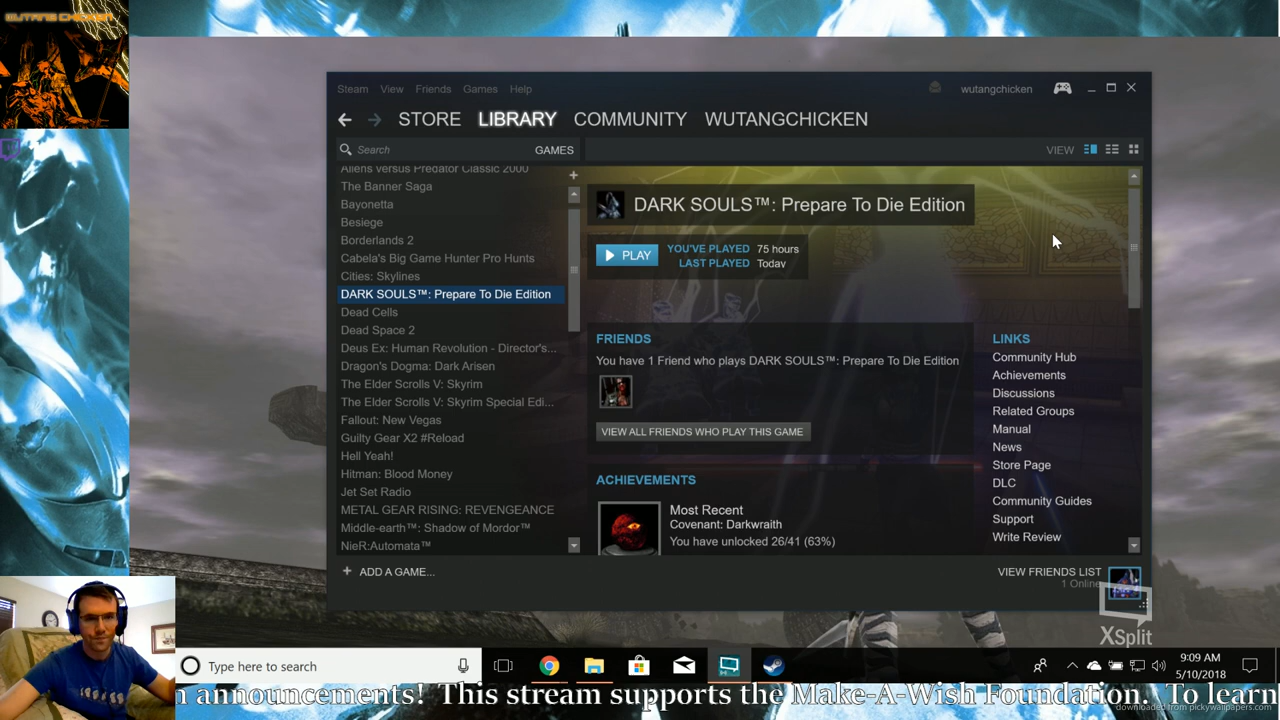 WUTANG CHICKEN
Steam View Friends Games Help
wutangchicken
STORE LIBRARY COMMUNITY WUTANGCHICKEN
Search GAMES
VIEW
Aliens versus Predator Classic 2000
The Banner Saga
Bayonetta
Besiege
Borderlands 2
Cabela's Big Game Hunter Pro Hunts
Cities: Skylines
DARK SOULS™: Prepare To Die Edition
Dead Cells
Dead Space 2
Deus Ex: Human Revolution - Director's...
Dragon's Dogma: Dark Arisen
The Elder Scrolls V: Skyrim
The Elder Scrolls V: Skyrim Special Edi...
Fallout: New Vegas
Guilty Gear X2 #Reload
Hell Yeah!
Hitman: Blood Money
Jet Set Radio
METAL GEAR RISING: REVENGEANCE
Middle-earth™: Shadow of Mordor™
NieR:Automata™
+ ADD A GAME...
DARK SOULS™: Prepare To Die Edition
PLAY
YOU'VE PLAYED 75 hours
LAST PLAYED Today
FRIENDS
You have 1 Friend who plays DARK SOULS™: Prepare To Die Edition
VIEW ALL FRIENDS WHO PLAY THIS GAME
ACHIEVEMENTS
Most Recent
Covenant: Darkwraith
You have unlocked 26/41 (63%)
LINKS
Community Hub
Achievements
Discussions
Related Groups
Manual
News
Store Page
DLC
Community Guides
Support
Write Review
VIEW FRIENDS LIST
1 Online
XSplit
Type here to search
9:09 AM
5/10/2018
n announcements! This stream supports the Make-A-Wish Foundation. To learn
downloaded from pickywallpapers.com